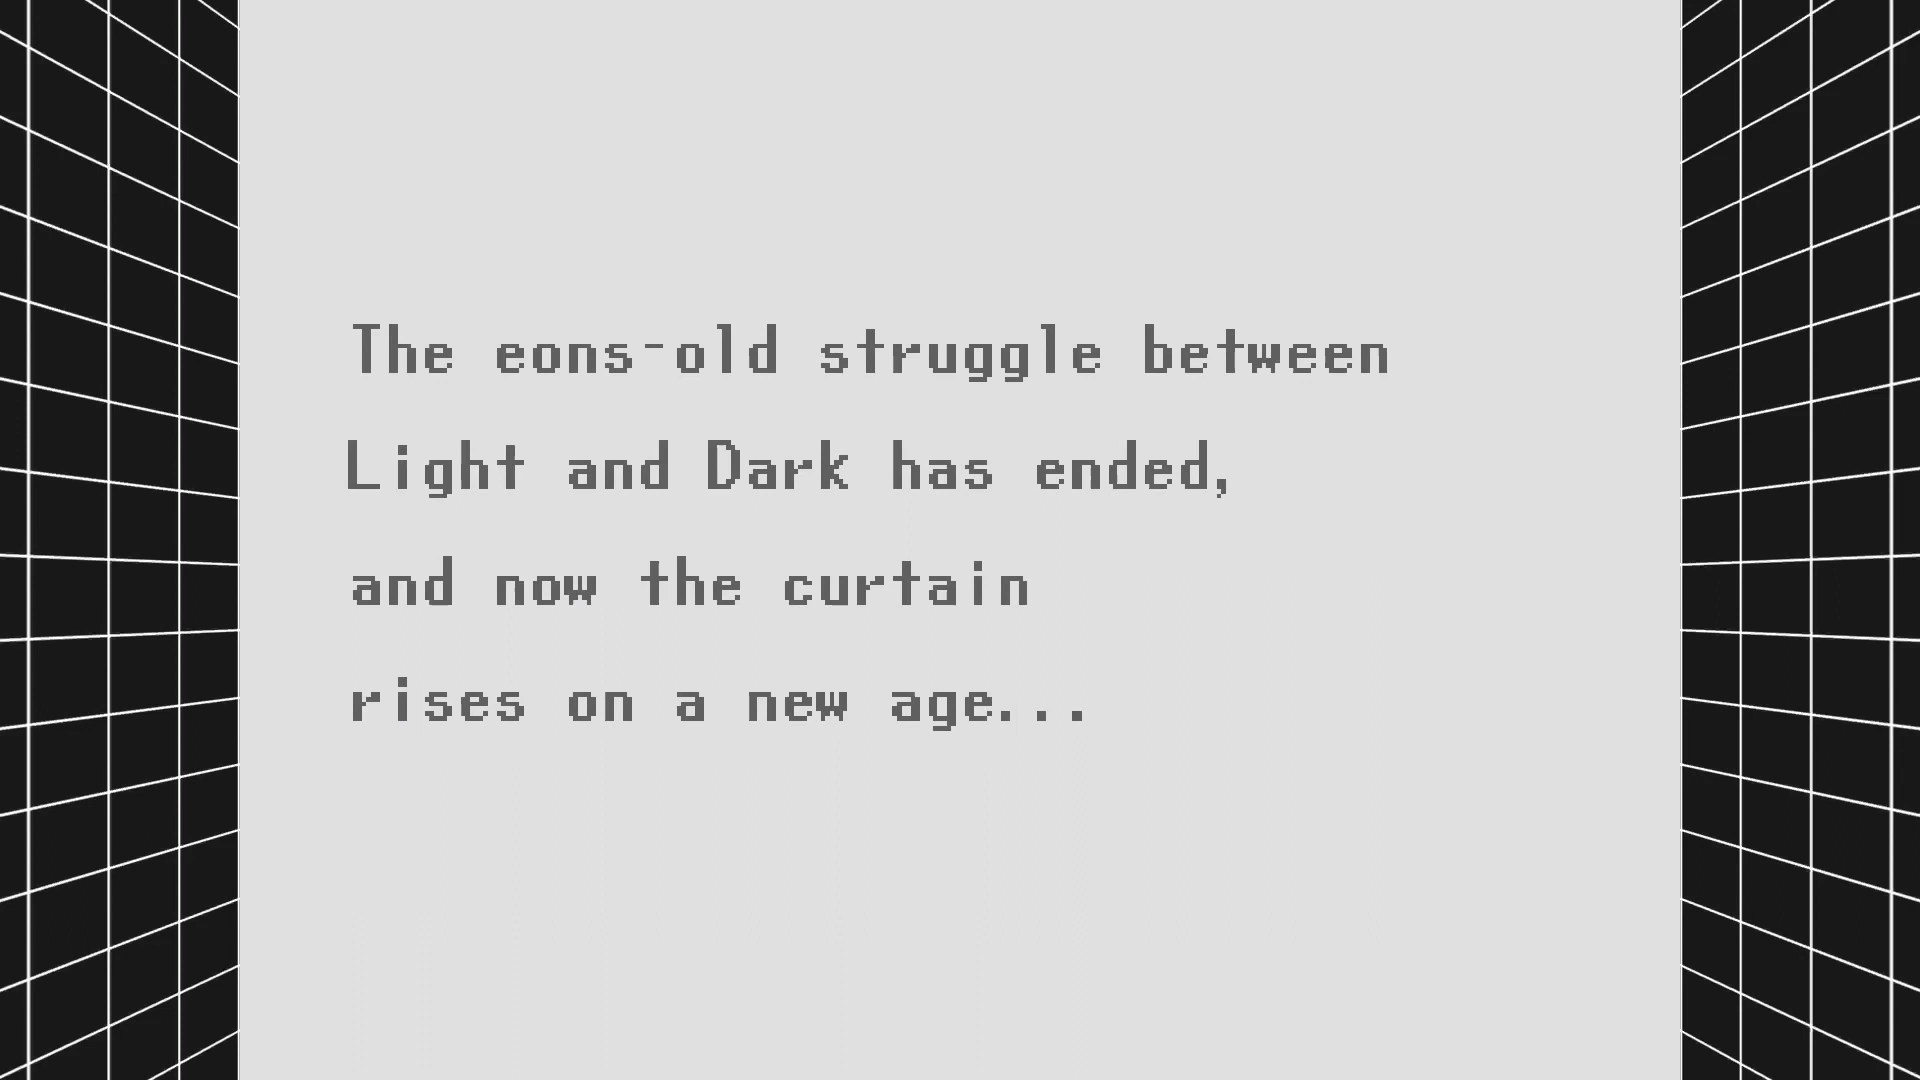 The eons-old struggle between
Light and Dark has ended,
and now the curtain
rises on a new age...